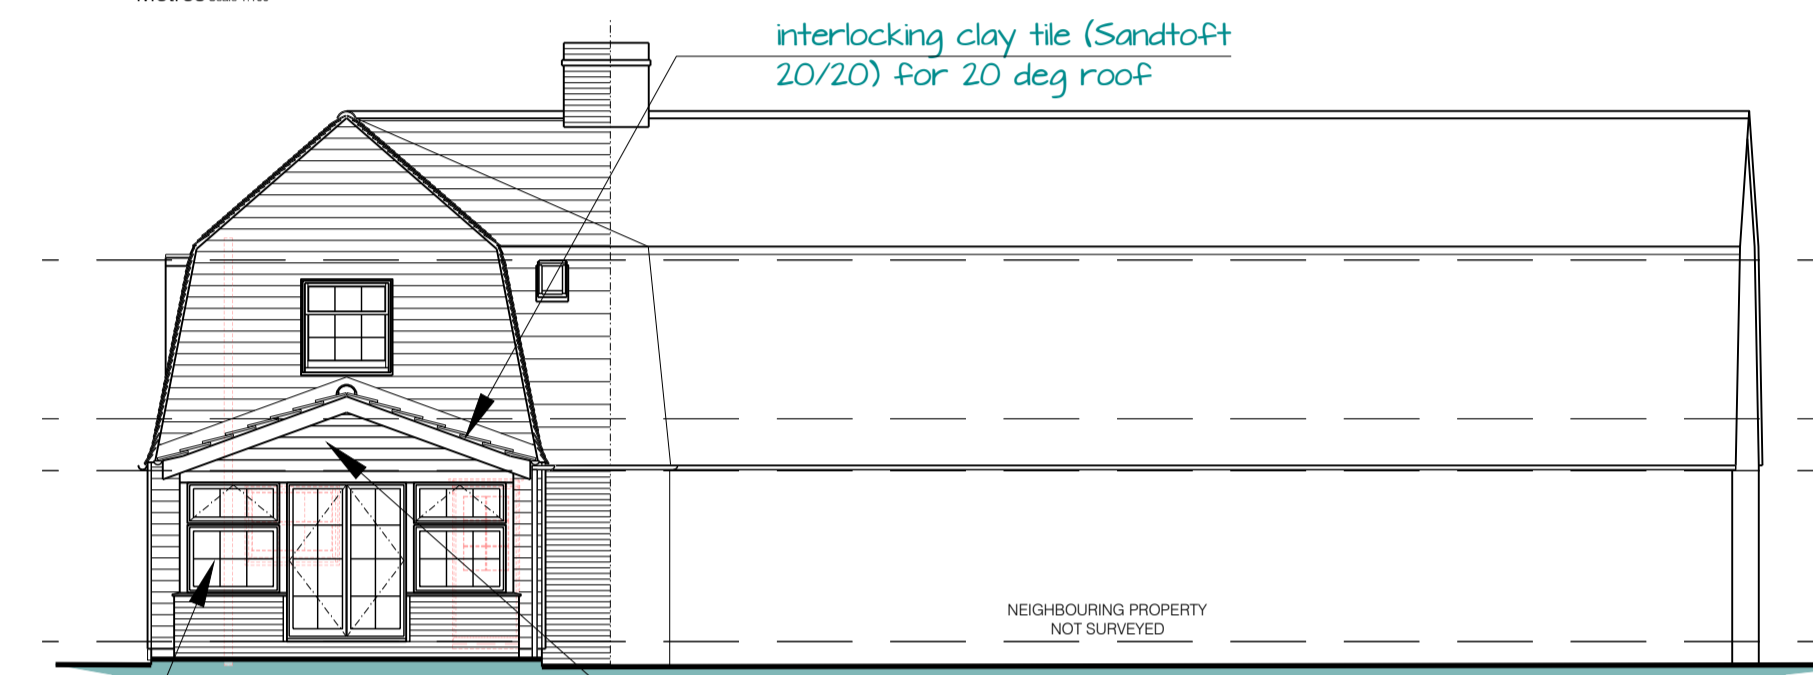 interlocking clay tile (Sandtoft
20/20) for 20 deg roof
NEIGHBOURING PROPERTY
NOT SURVEYED